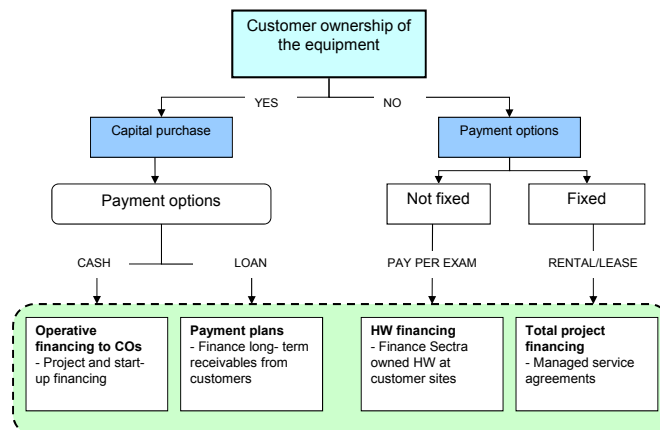 Customer ownership of
the equipment
YES
NO
Capital purchase
Payment options
Payment options
Not fixed
Fixed
CASH
LOAN
PAY PER EXAM
RENTAL/LEASE
Operative
financing to COs
- Project and start-
up financing
Payment plans
- Finance long- term
receivables from
customers
HW financing
- Finance Sectra
owned HW at
customer sites
Total project
financing
- Managed service
agreements